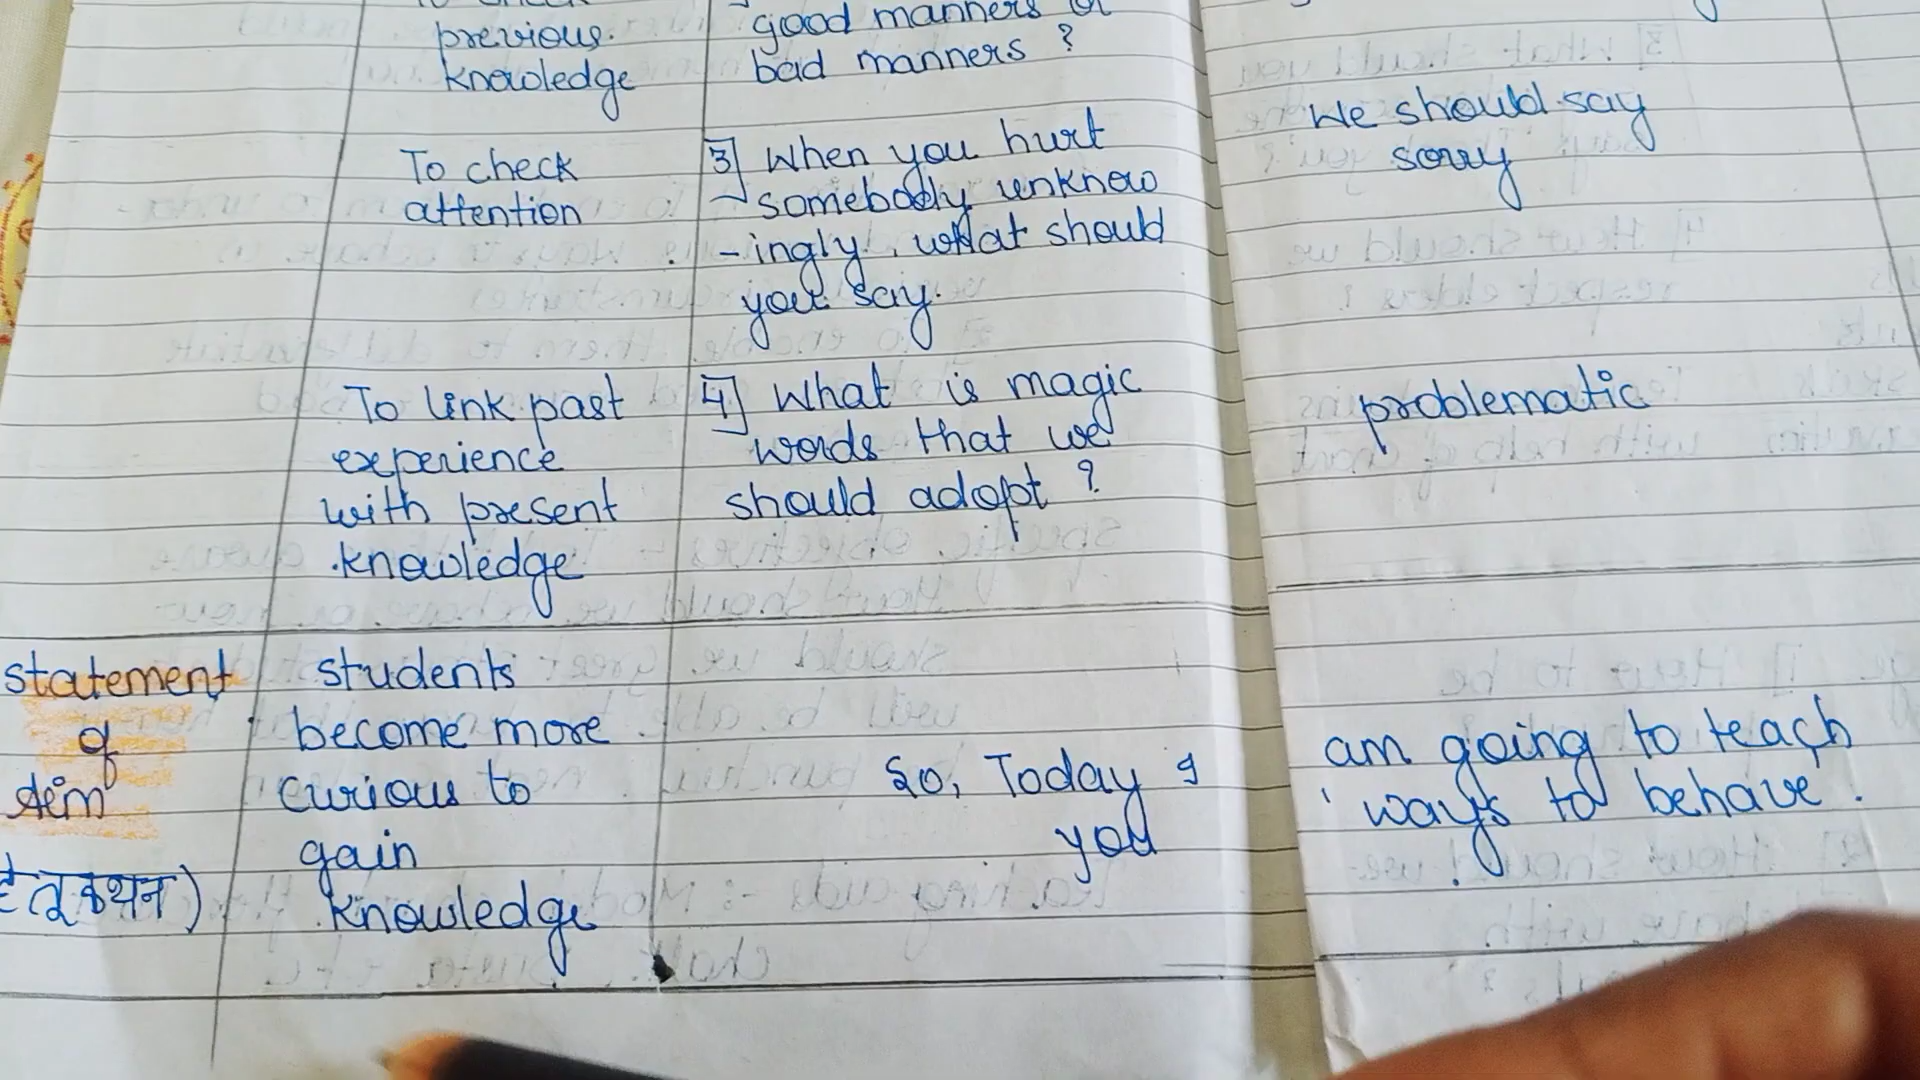 previous.
knowledge
good manners or
bad manners ?
To check
attention
3] When you hurt
somebody unknow
-ingly. what should
you say.
We should say
sorry
To link past
experience
with present
knowledge
4] What is magic
words that we
should adopt ?
problematic
statement
of
Aim
हेतू कथन)
students
become more
curious to
gain
knowledge
So, Today I
you
am going to teach
'ways to behave'.